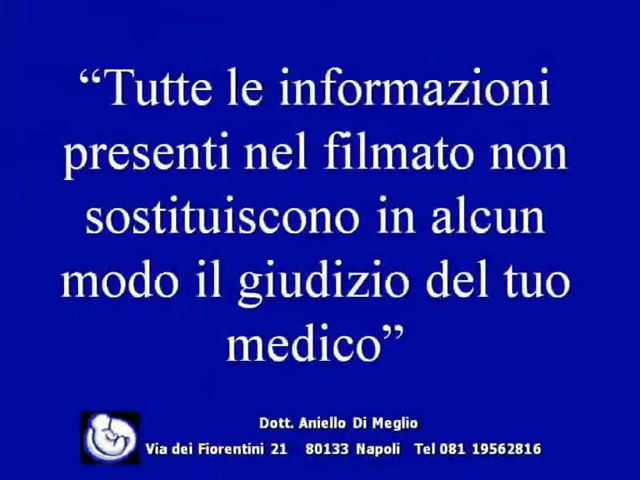 “Tutte le informazioni
presenti nel filmato non
sostituiscono in alcun
modo il giudizio del tuo
medico”
Dott. Aniello Di Meglio
Via dei Fiorentini 21 80133 Napoli Tel 081 19562816